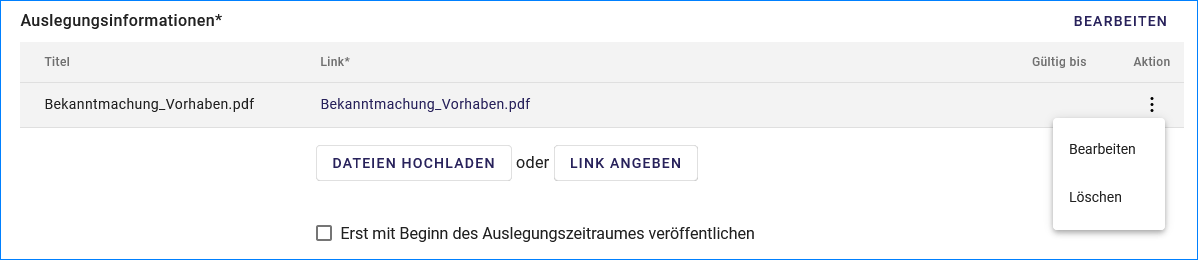 Auslegungsinformationen* BEARBEITEN
Titel Link* Gültig bis Aktion
Bekanntmachung_Vorhaben.pdf Bekanntmachung_Vorhaben.pdf
Bearbeiten
DATEIEN HOCHLADEN oder LINK ANGEBEN
Löschen
Erst mit Beginn des Auslegungszeitraumes veröffentlichen